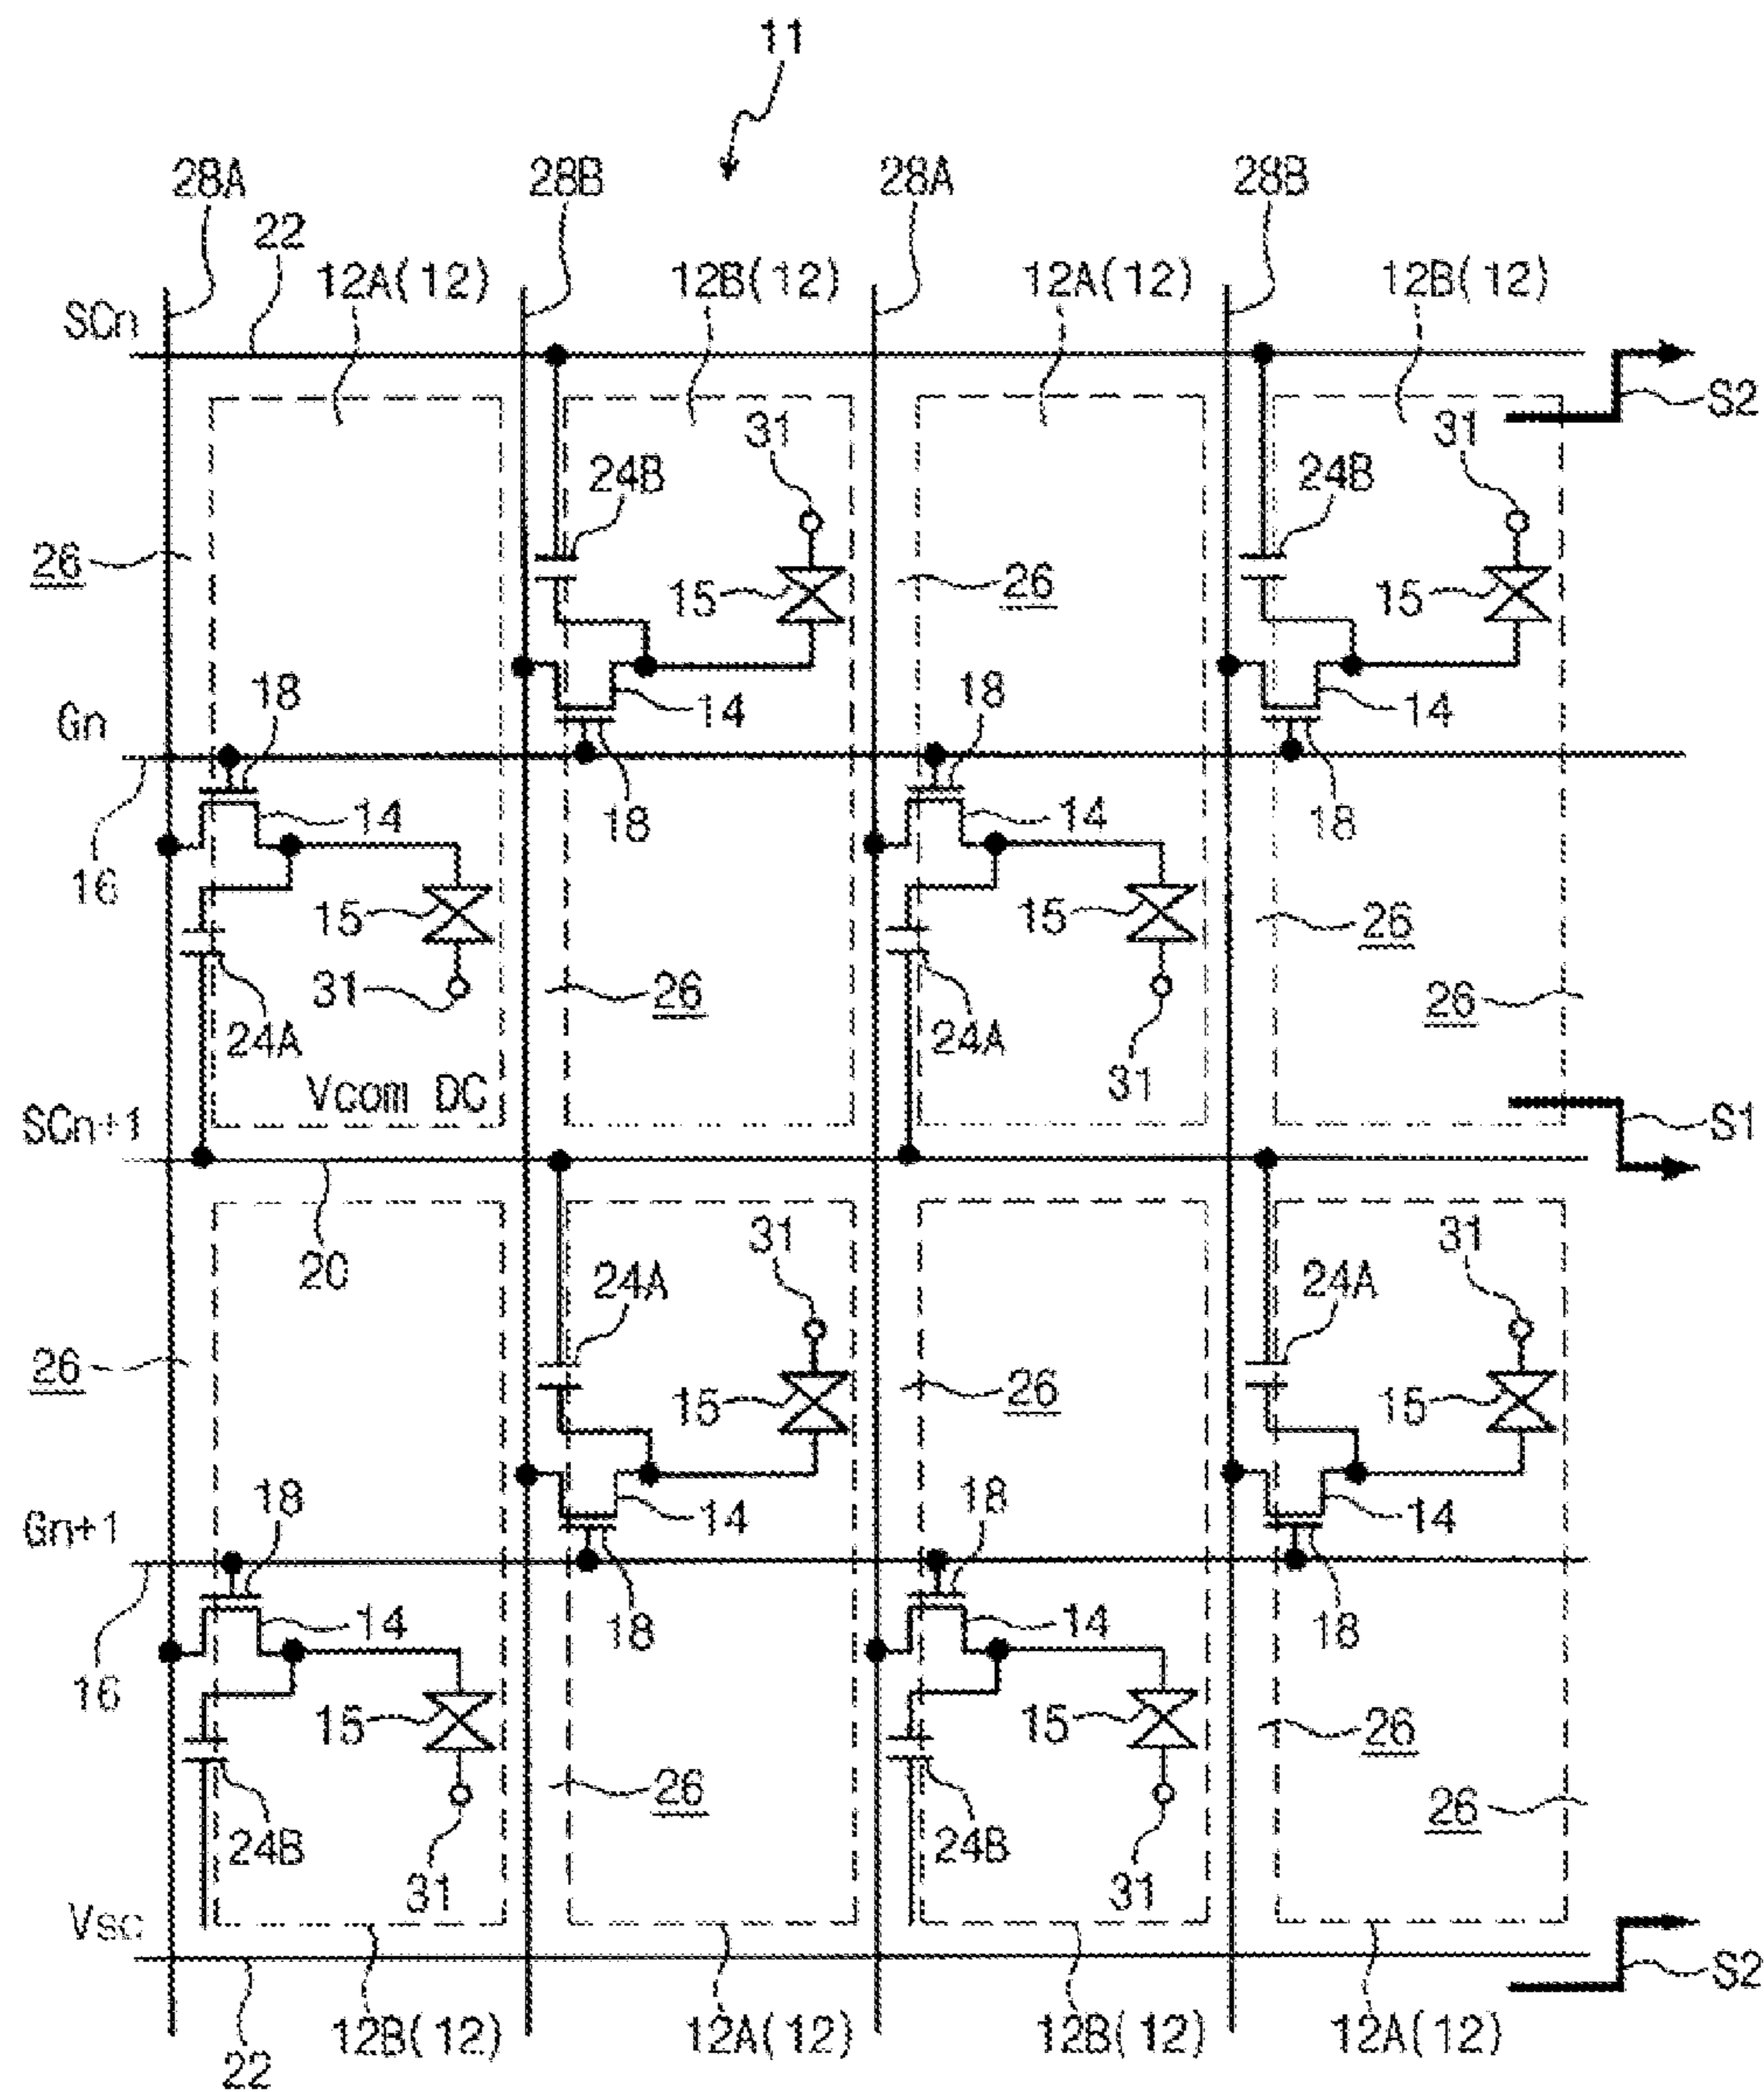 11
28A 28B 28A 28B
22
12A(12) 12B(12) 12A(12) 12B(12)
SCn
S2
31 31
24B 24B
26 15 26 15
18 14 18 14
Gn
18 18
14 14
16 15 15 26
31 26 26
24A 24A
Vcom DC 31
SCn+1 S1
20 31 31
24A 24A
26 15 26 15
18 14 18 14
Gn+1
18 18
14 14
16 15 15 26
26 26
24B 24B
31 31
Vsc
S2
12B(12) 12A(12) 12B(12) 12A(12)
22